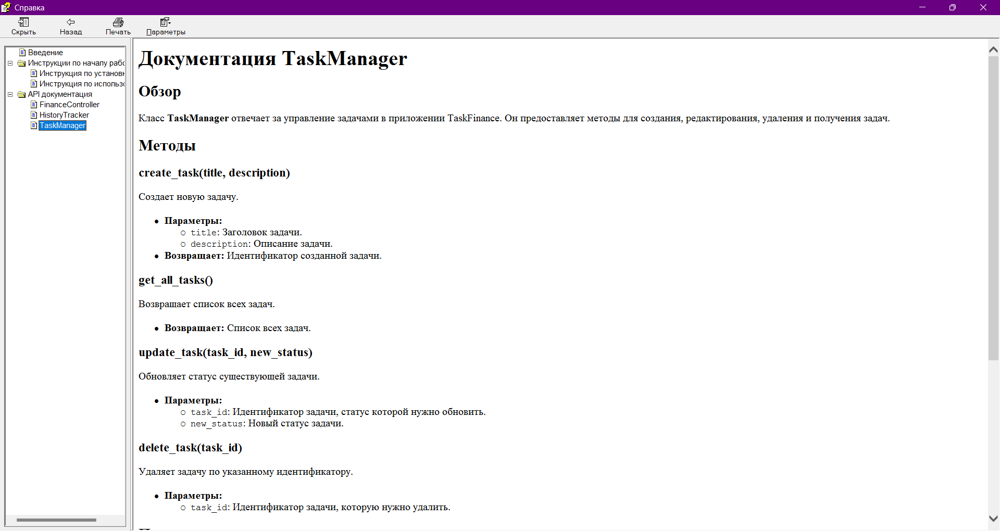 Справка
Скрыть
Назад
Печать
Параметры
Введение
Инструкции по началу рабо
Инструкция по установк
Инструкция по использо
API документация
FinanceController
HistoryTracker
TaskManager
Документация TaskManager
Обзор
Класс TaskManager отвечает за управление задачами в приложении TaskFinance. Он предоставляет методы для создания, редактирования, удаления и получения задач.
Методы
create_task(title, description)
Создает новую задачу.
Параметры:
title: Заголовок задачи.
description: Описание задачи.
Возвращает: Идентификатор созданной задачи.
get_all_tasks()
Возвращает список всех задач.
Возвращает: Список всех задач.
update_task(task_id, new_status)
Обновляет статус существующей задачи.
Параметры:
task_id: Идентификатор задачи, статус которой нужно обновить.
new_status: Новый статус задачи.
delete_task(task_id)
Удаляет задачу по указанному идентификатору.
Параметры:
task_id: Идентификатор задачи, которую нужно удалить.